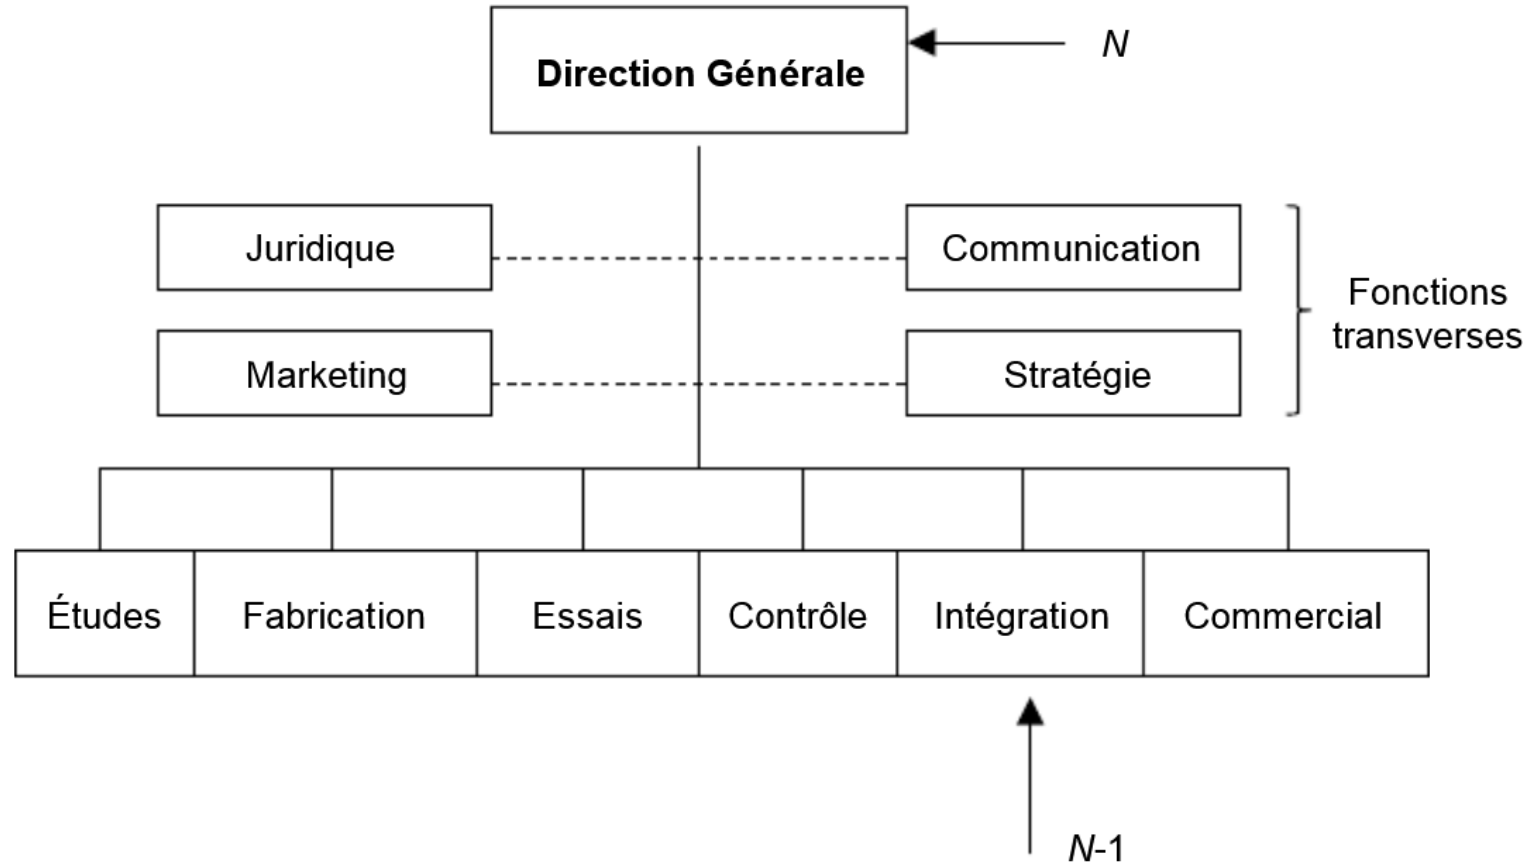 Direction Générale
N
Juridique
Communication
Marketing
Stratégie
Fonctions
transverses
Études
Fabrication
Essais
Contrôle
Intégration
Commercial
N-1